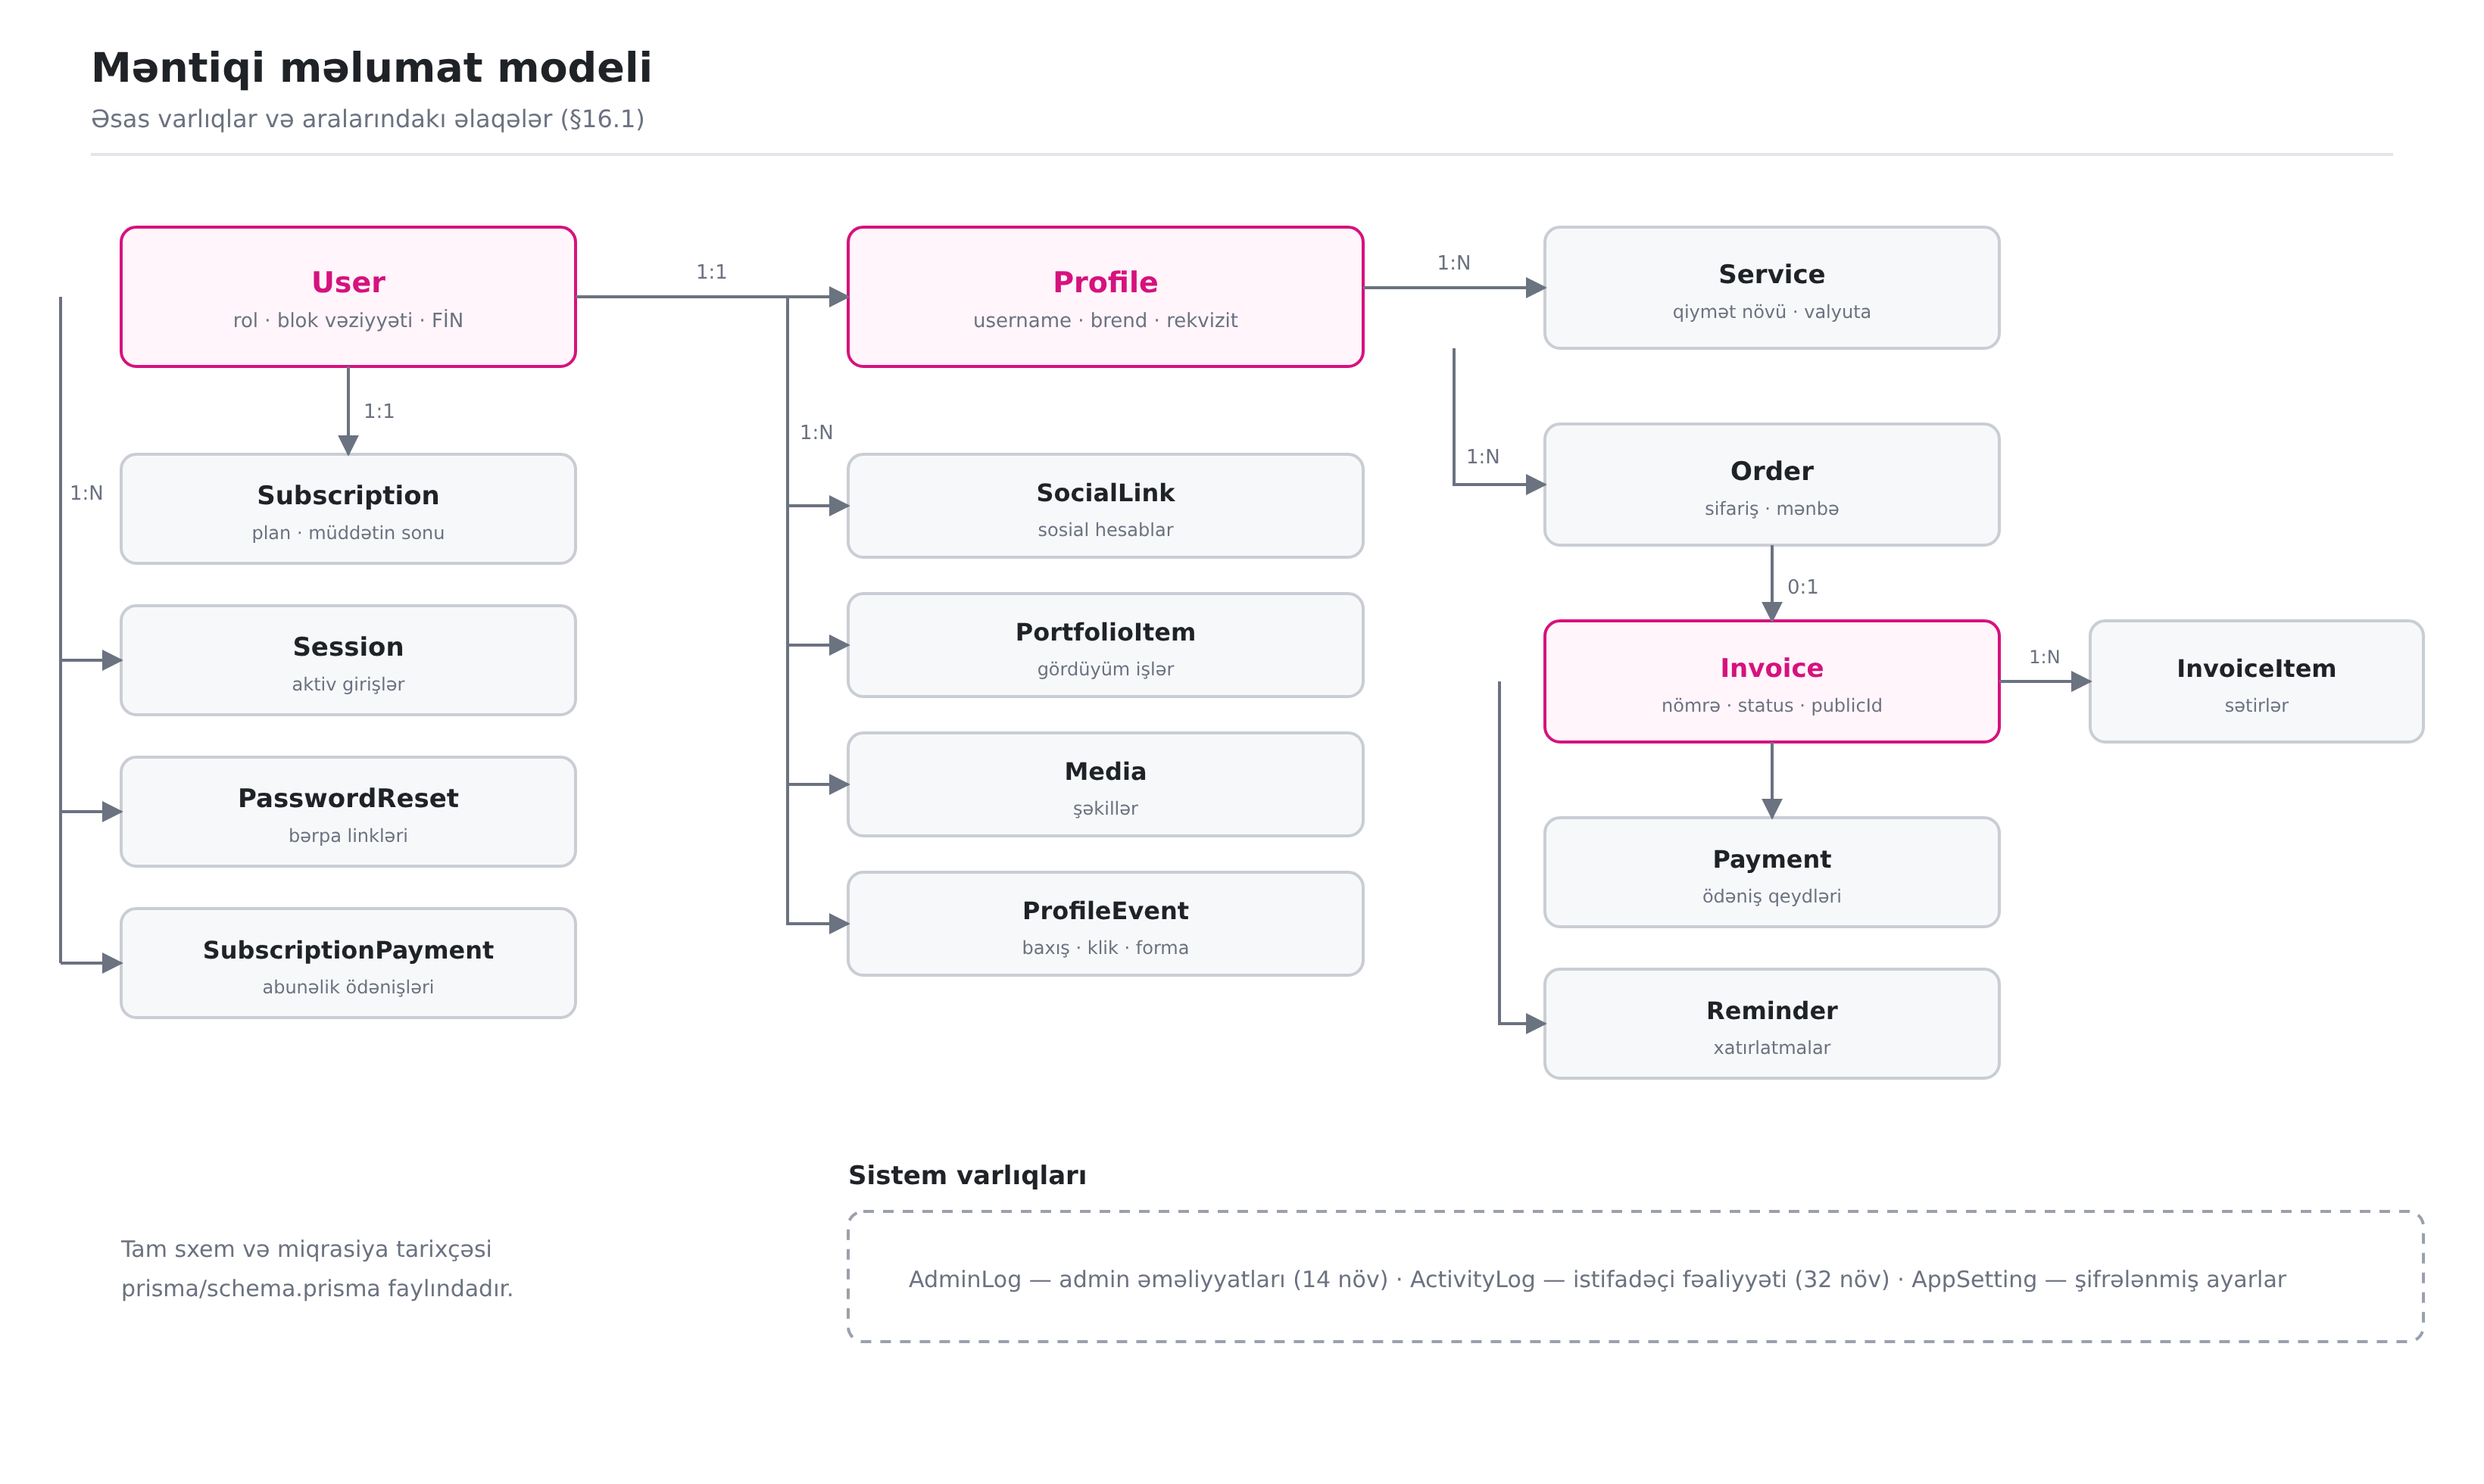 Məntiqi məlumat modeli
Əsas varlıqlar və aralarındakı əlaqələr (§16.1)
User
rol · blok vəziyyəti · FİN
1:1
Profile
username · brend · rekvizit
1:N
Service
qiymət növü · valyuta
1:1
1:N
Subscription
plan · müddətin sonu
1:N
Session
aktiv girişlər
PasswordReset
bərpa linkləri
SubscriptionPayment
abunəlik ödənişləri
SocialLink
sosial hesablar
PortfolioItem
gördüyüm işlər
Media
şəkillər
ProfileEvent
baxış · klik · forma
1:N
Order
sifariş · mənbə
0:1
Invoice
nömrə · status · publicId
1:N
InvoiceItem
sətirlər
Payment
ödəniş qeydləri
Reminder
xatırlatmalar
Sistem varlıqları
AdminLog — admin əməliyyatları (14 növ) · ActivityLog — istifadəçi fəaliyyəti (32 növ) · AppSetting — şifrələnmiş ayarlar
Tam sxem və miqrasiya tarixçəsi
prisma/schema.prisma faylındadır.